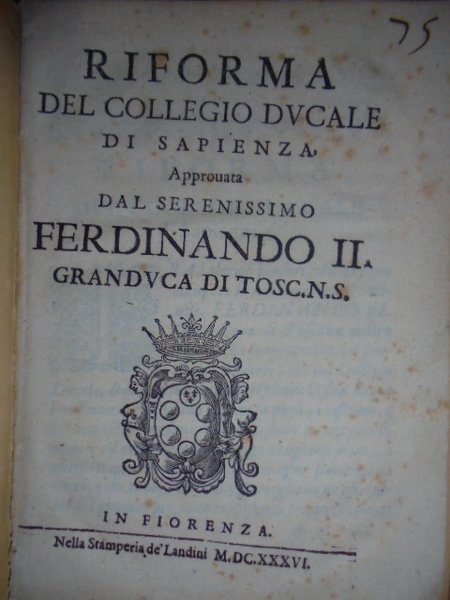 75
RIFORMA
DEL COLLEGIO DVCALE
DI SAPIENZA,
Approuata
DAL SERENISSIMO
FERDINANDO II.
GRANDVCA DI TOSC.N.S.
IN FIORENZA.
Nella Stamperia de' Landini M.DC.XXXVI.